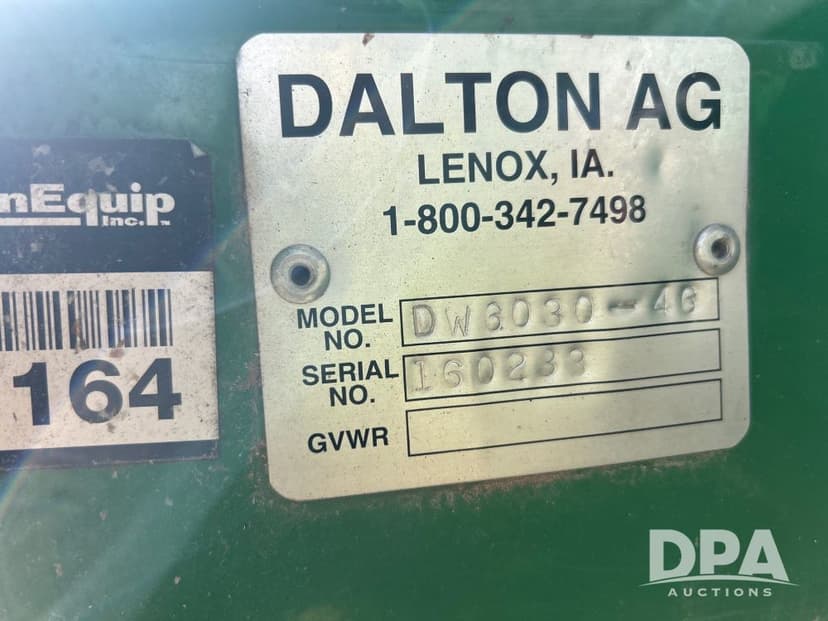 DALTON AG
LENOX, IA.
1-800-342-7498
MODEL NO. DW6030-46
SERIAL NO. 160233
GVWR
nEquip
Inc.™
164
DPA
AUCTIONS